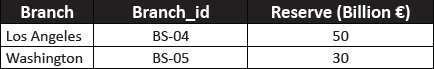 Branch Branch_id Reserve (Billion €)
Los Angeles BS-04 50
Washington BS-05 30